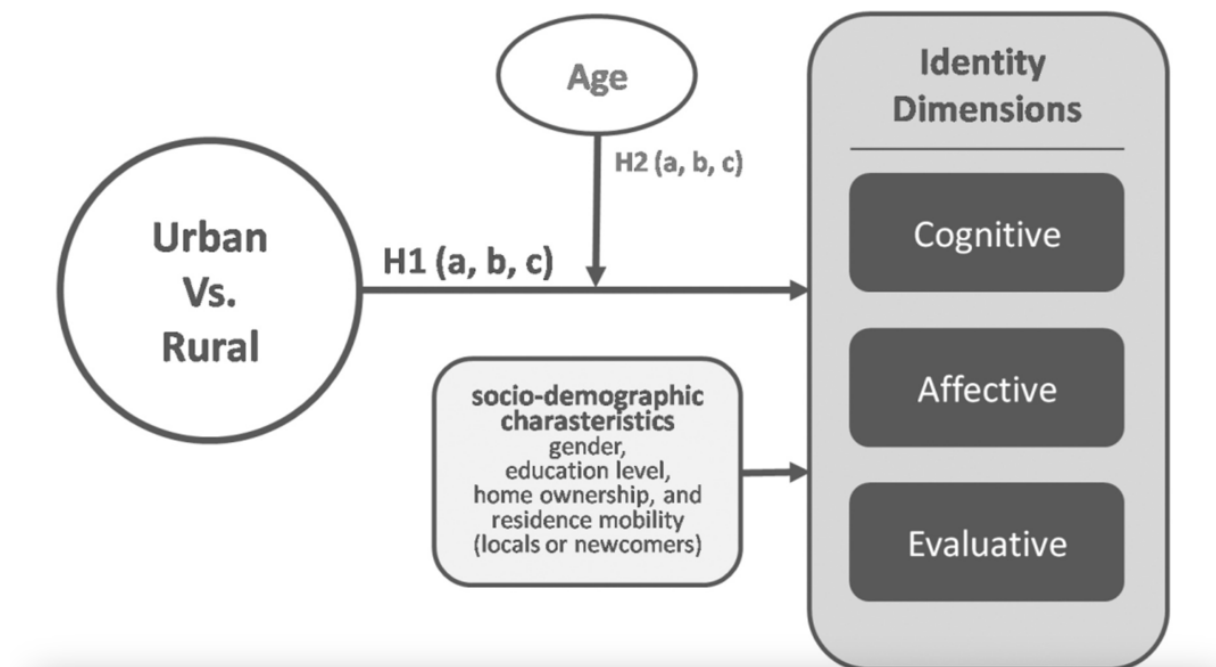 Age
H2 (a, b, c)
Urban
Vs.
Rural
H1 (a, b, c)
socio-demographic
charasteristics
gender,
education level,
home ownership, and
residence mobility
(locals or newcomers)
Identity
Dimensions
Cognitive
Affective
Evaluative